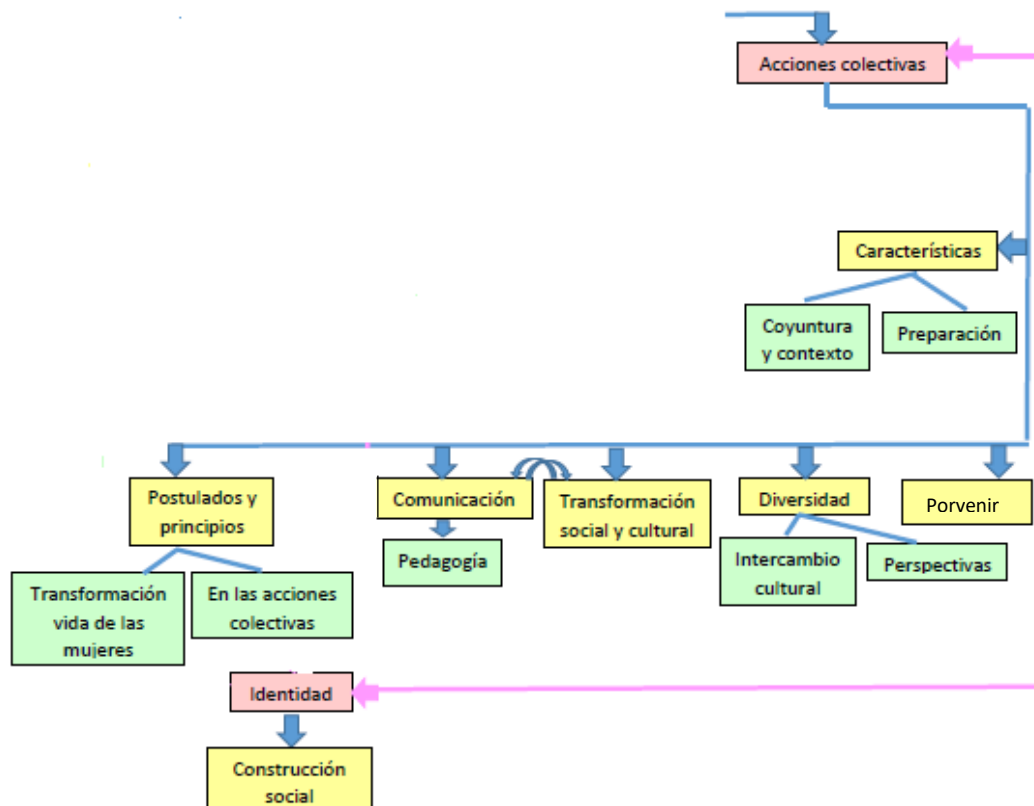 Acciones colectivas
Características
Coyuntura
y contexto
Preparación
Postulados y
principios
Comunicación
Transformación
social y cultural
Diversidad
Porvenir
Pedagogía
Intercambio
cultural
Perspectivas
Transformación
vida de las
mujeres
En las acciones
colectivas
Identidad
Construcción
social